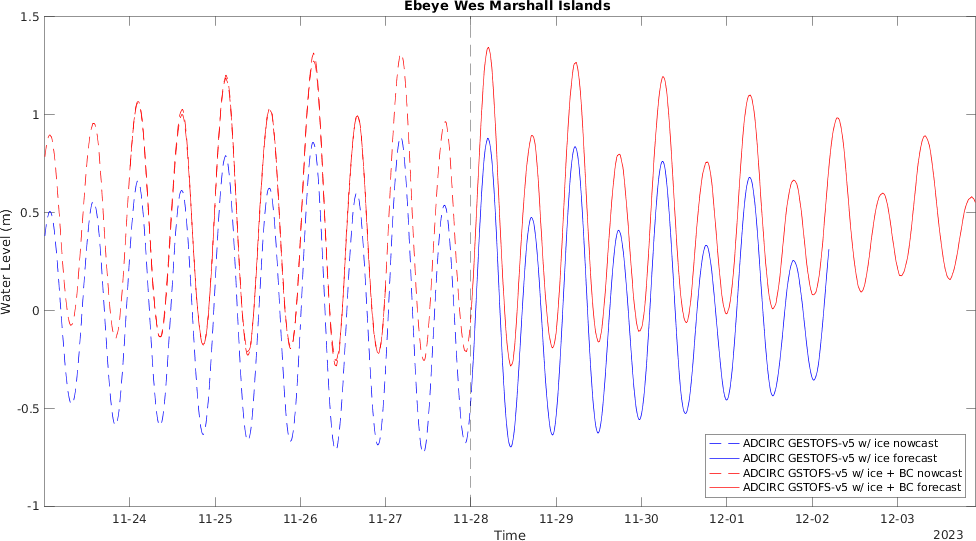 Ebeye Wes Marshall Islands
1.5
1
0.5
0
-0.5
-1
Water Level (m)
11-24
11-25
11-26
11-27
11-28
11-29
11-30
12-01
12-02
12-03
Time
2023
ADCIRC GESTOFS-v5 w/ ice nowcast
ADCIRC GESTOFS-v5 w/ ice forecast
ADCIRC GSTOFS-v5 w/ ice + BC nowcast
ADCIRC GSTOFS-v5 w/ ice + BC forecast